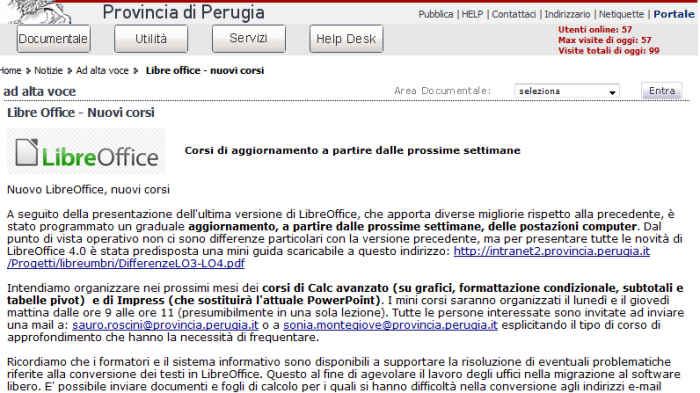 Provincia di Perugia
Pubblica | HELP | Contattaci | Indirizzario | Netiquette | Portale
Documentale
Utilità
Servizi
Help Desk
Utenti online: 57
Max visite di oggi: 57
Visite totali di oggi: 99
Home Notizie Ad alta voce Libre office - nuovi corsi
ad alta voce
Area Documentale:
seleziona
Entra
Libre Office - Nuovi corsi
LibreOffice
Corsi di aggiornamento a partire dalle prossime settimane
Nuovo LibreOffice, nuovi corsi
A seguito della presentazione dell'ultima versione di LibreOffice, che apporta diverse migliorie rispetto alla precedente, è
stato programmato un graduale aggiornamento, a partire dalle prossime settimane, delle postazioni computer. Dal
punto di vista operativo non ci sono differenze particolari con la versione precedente, ma per presentare tutte le novità di
LibreOffice 4.0 è stata predisposta una mini guida scaricabile a questo indirizzo: http://intranet2.provincia.perugia.it
/Progetti/libreumbri/DifferenzeLO3-LO4.pdf
Intendiamo organizzare nei prossimi mesi dei corsi di Calc avanzato (su grafici, formattazione condizionale, subtotali e
tabelle pivot) e di Impress (che sostituirà l'attuale PowerPoint). I mini corsi saranno organizzati il lunedì e il giovedì
mattina dalle ore 9 alle ore 11 (presumibilmente in una sola lezione). Tutte le persone interessate sono invitate ad inviare
una mail a: sauro.roscini@provincia.perugia.it o a sonia.montegiove@provincia.perugia.it esplicitando il tipo di corso di
approfondimento che hanno la necessità di frequentare.
Ricordiamo che i formatori e il sistema informativo sono disponibili a supportare la risoluzione di eventuali problematiche
riferite alla conversione dei testi in LibreOffice. Questo al fine di agevolare il lavoro degli uffici nella migrazione al software
libero. E' possibile inviare documenti e fogli di calcolo per i quali si hanno difficoltà nella conversione agli indirizzi e-mail